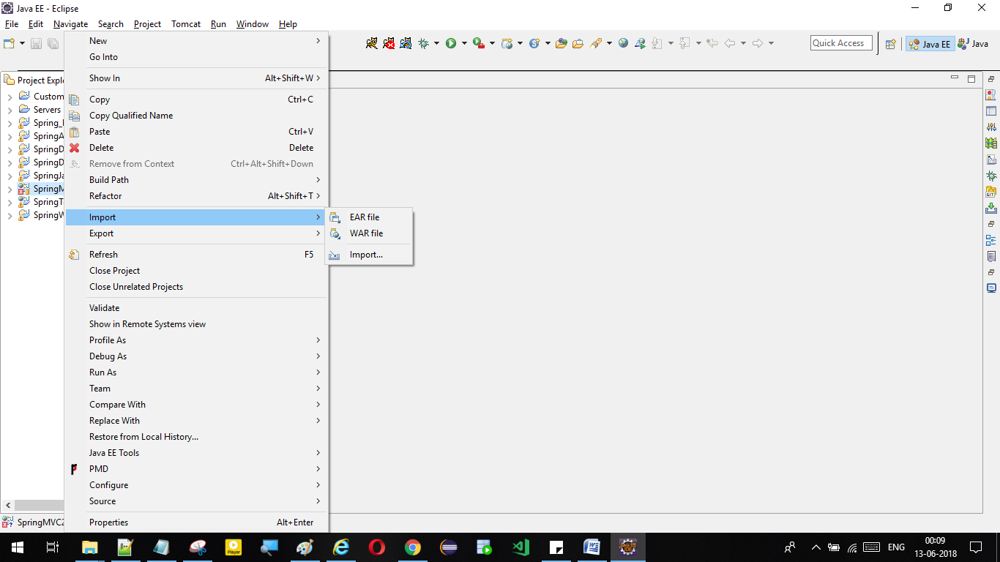 Java EE - Eclipse
File Edit Navigate Search Project Tomcat Run Window Help
Quick Access
Java EE
Java
Project Explo
Custom
Servers
Spring_
SpringA
SpringD
SpringD
SpringJa
SpringM
SpringT
SpringW
SpringMVC2
New
Go Into
Show In Alt+Shift+W
Copy Ctrl+C
Copy Qualified Name
Paste Ctrl+V
Delete Delete
Remove from Context Ctrl+Alt+Shift+Down
Build Path
Refactor Alt+Shift+T
Import
Export
Refresh F5
Close Project
Close Unrelated Projects
Validate
Show in Remote Systems view
Profile As
Debug As
Run As
Team
Compare With
Replace With
Restore from Local History...
Java EE Tools
PMD
Configure
Source
Properties Alt+Enter
EAR file
WAR file
Import...
GIT
Player
ENG
00:09
13-06-2018